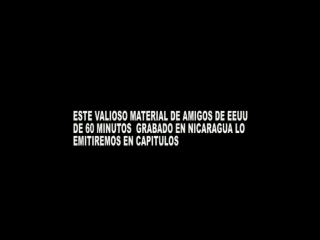 ESTE VALIOSO MATERIAL DE AMIGOS DE EEUU
DE 60 MINUTOS GRABADO EN NICARAGUA LO
EMITIREMOS EN CAPITULOS